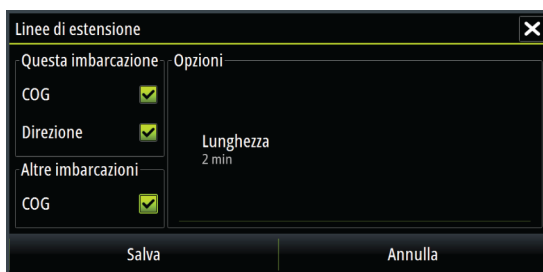 Linee di estensione
Questa imbarcazione
COG
Direzione
Altre imbarcazioni
COG
Opzioni
Lunghezza
2 min
Salva
Annulla